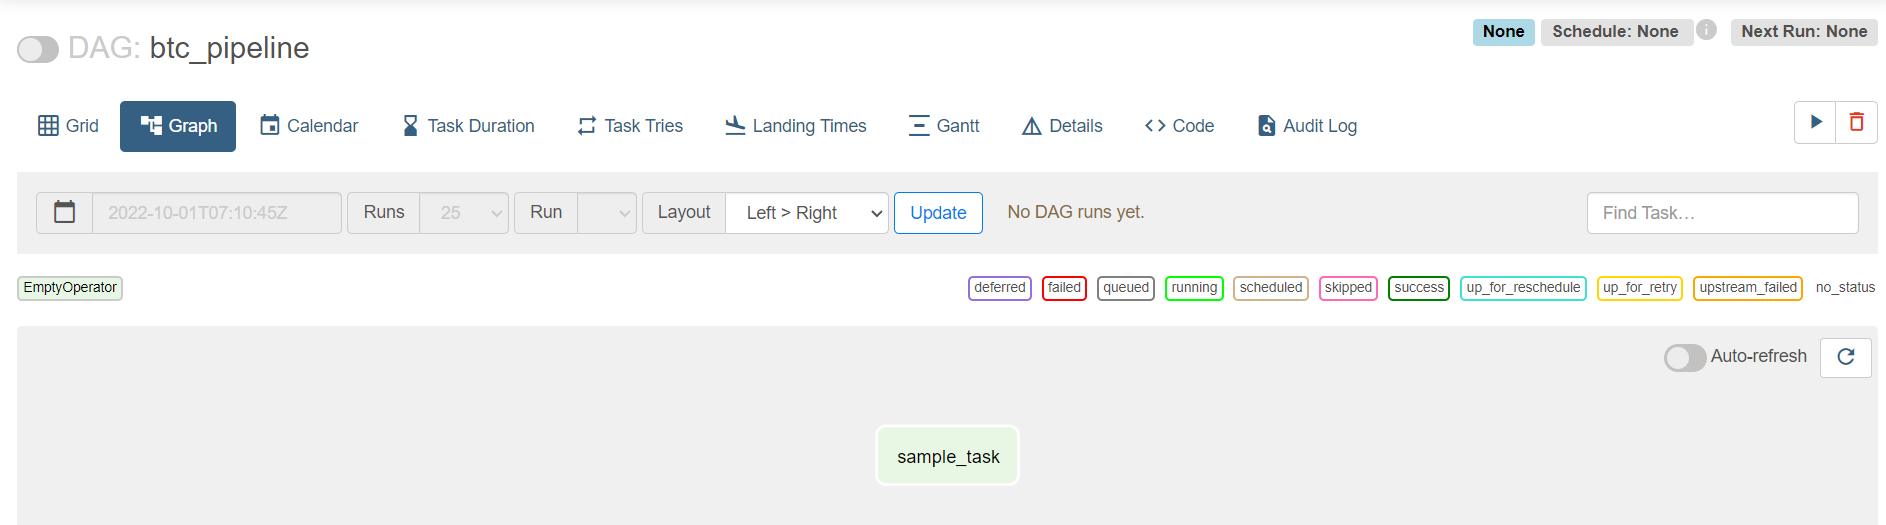 None Schedule: None i Next Run: None
DAG: btc_pipeline
Grid Graph Calendar Task Duration Task Tries Landing Times Gantt Details Code Audit Log
2022-10-01T07:10:45Z Runs 25 Run Layout Left > Right Update No DAG runs yet. Find Task...
EmptyOperator deferred failed queued running scheduled skipped success up_for_reschedule up_for_retry upstream_failed no_status
Auto-refresh
sample_task